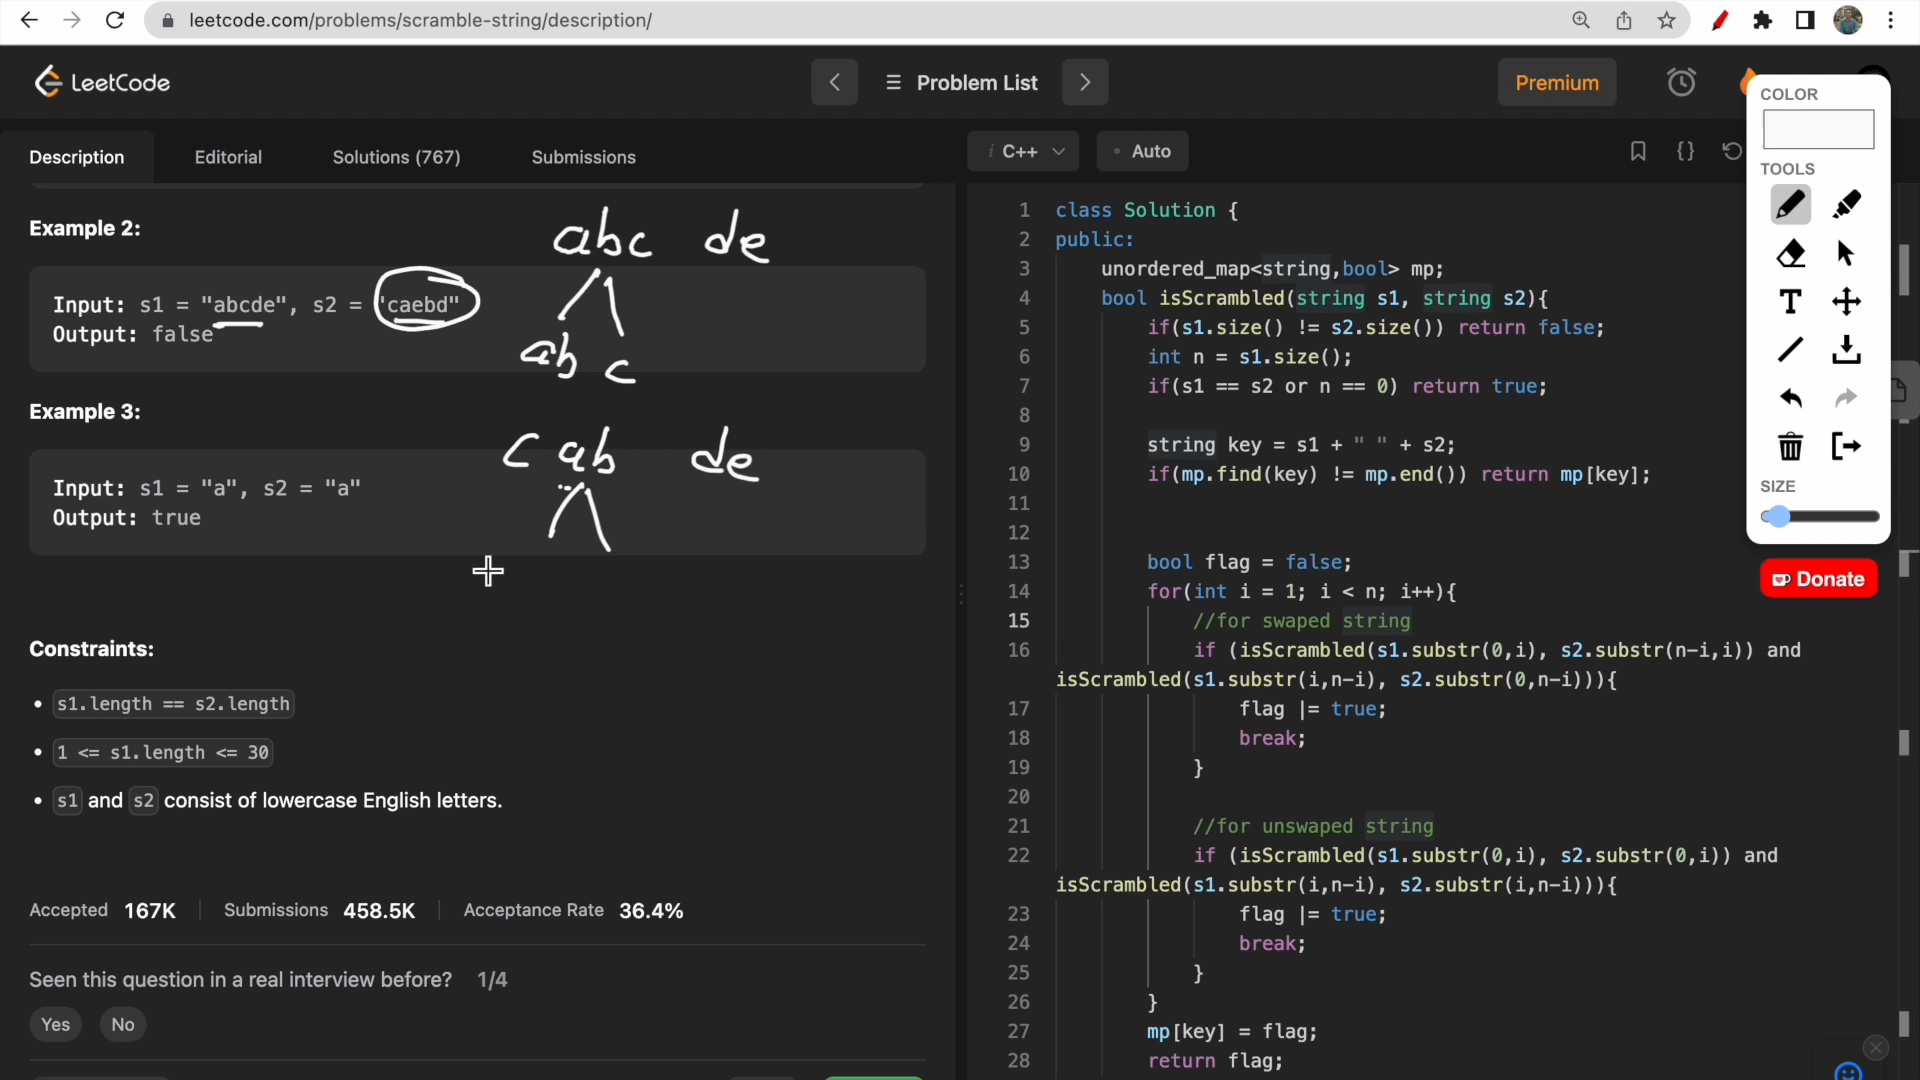 leetcode.com/problems/scramble-string/description/
LeetCode
Problem List
Premium
Description
Editorial
Solutions (767)
Submissions
Example 2:
Input: s1 = "abcde", s2 = "caebd"
Output: false
abc de
ab c
Example 3:
Input: s1 = "a", s2 = "a"
Output: true
c ab de
Constraints:
• s1.length == s2.length
• 1 <= s1.length <= 30
• s1 and s2 consist of lowercase English letters.
Accepted 167K
Submissions 458.5K
Acceptance Rate 36.4%
Seen this question in a real interview before? 1/4
Yes
No
i C++
• Auto
{}
1 class Solution {
2 public:
3 unordered_map<string,bool> mp;
4 bool isScrambled(string s1, string s2){
5 if(s1.size() != s2.size()) return false;
6 int n = s1.size();
7 if(s1 == s2 or n == 0) return true;
8
9 string key = s1 + " " + s2;
10 if(mp.find(key) != mp.end()) return mp[key];
11
12
13 bool flag = false;
14 for(int i = 1; i < n; i++){
15 //for swaped string
16 if (isScrambled(s1.substr(0,i), s2.substr(n-i,i)) and
isScrambled(s1.substr(i,n-i), s2.substr(0,n-i))){
17 flag |= true;
18 break;
19 }
20
21 //for unswaped string
22 if (isScrambled(s1.substr(0,i), s2.substr(0,i)) and
isScrambled(s1.substr(i,n-i), s2.substr(i,n-i))){
23 flag |= true;
24 break;
25 }
26 }
27 mp[key] = flag;
28 return flag;
COLOR
TOOLS
T
SIZE
Donate